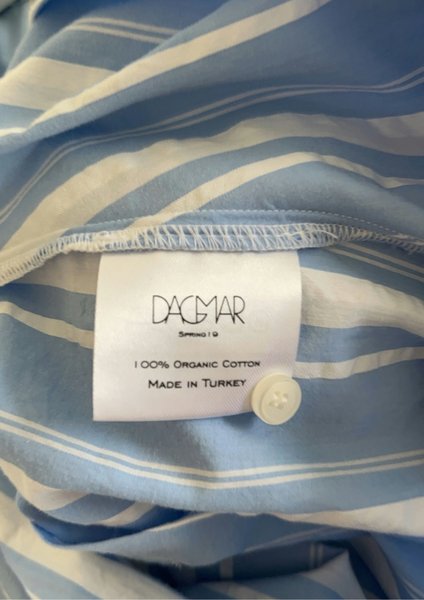 DAGMAR
SPRING19
100% ORGANIC COTTON
MADE IN TURKEY